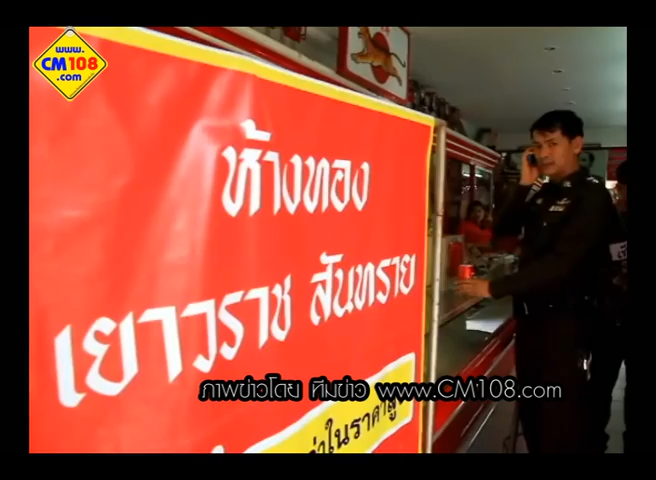 www.
CM108
.com
ห้างทอง
เยาวราช สันทราย
ภาพข่าวโดย ทีมข่าว www.CM108.com